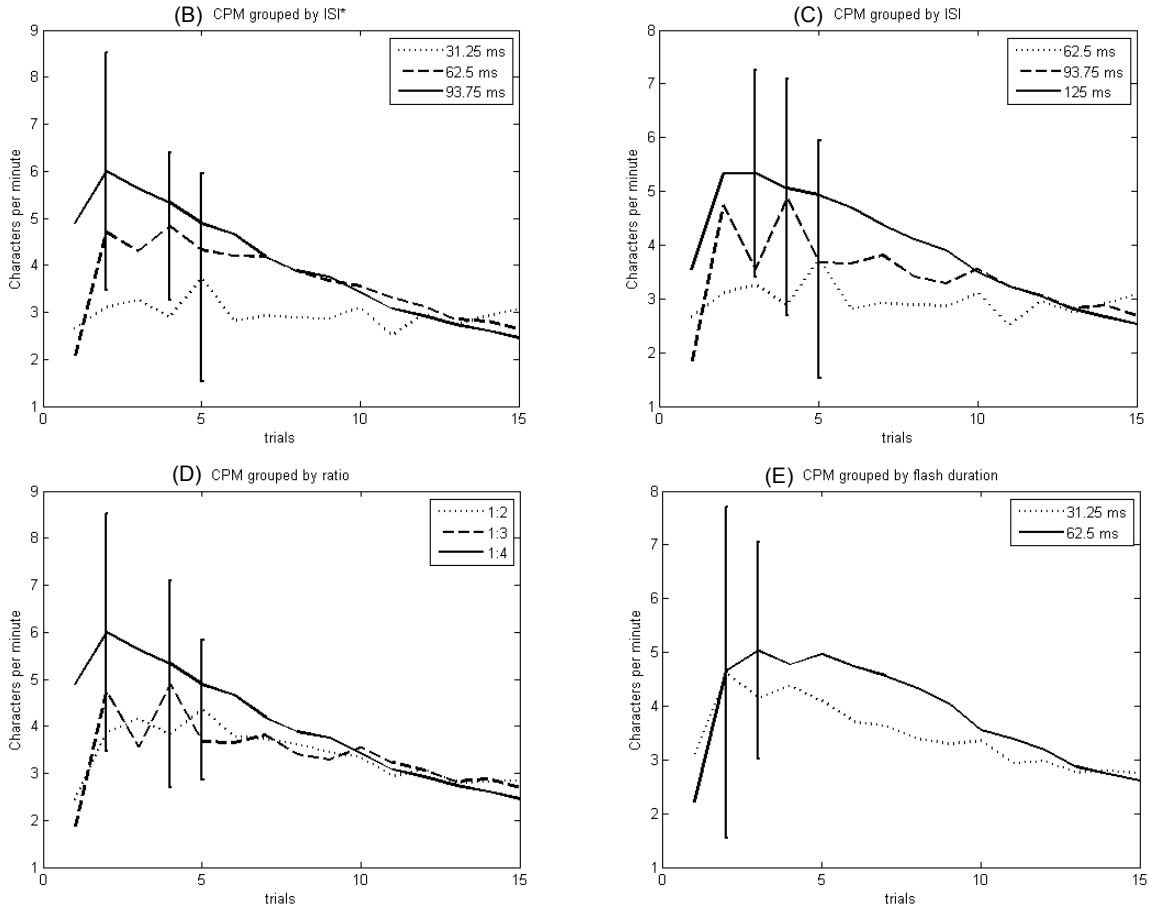 (B) CPM grouped by ISI*
9
8
7
6
5
4
3
2
1
Characters per minute
31.25 ms
62.5 ms
93.75 ms
0
5
10
15
trials
(C) CPM grouped by ISI
8
7
6
5
4
3
2
1
Characters per minute
62.5 ms
93.75 ms
125 ms
0
5
10
15
trials
(D) CPM grouped by ratio
9
8
7
6
5
4
3
2
1
Characters per minute
1:2
1:3
1:4
0
5
10
15
trials
(E) CPM grouped by flash duration
8
7
6
5
4
3
2
1
Characters per minute
31.25 ms
62.5 ms
0
5
10
15
trials